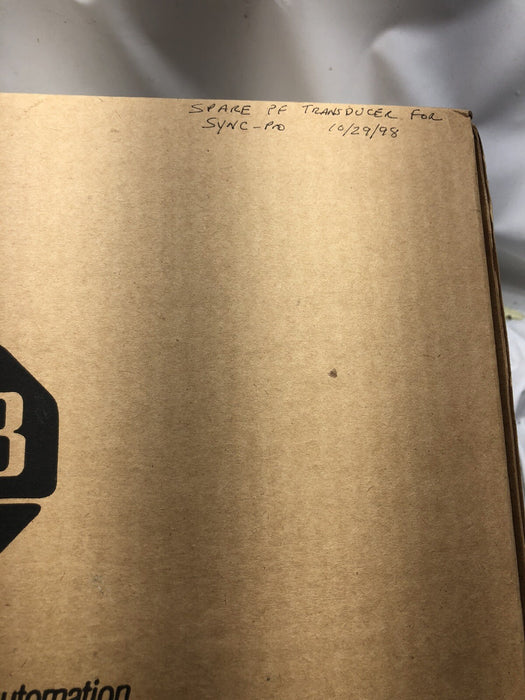 SPARE PF TRANSDUCER FOR
SYNC-PRO 10/29/98
B
utomation